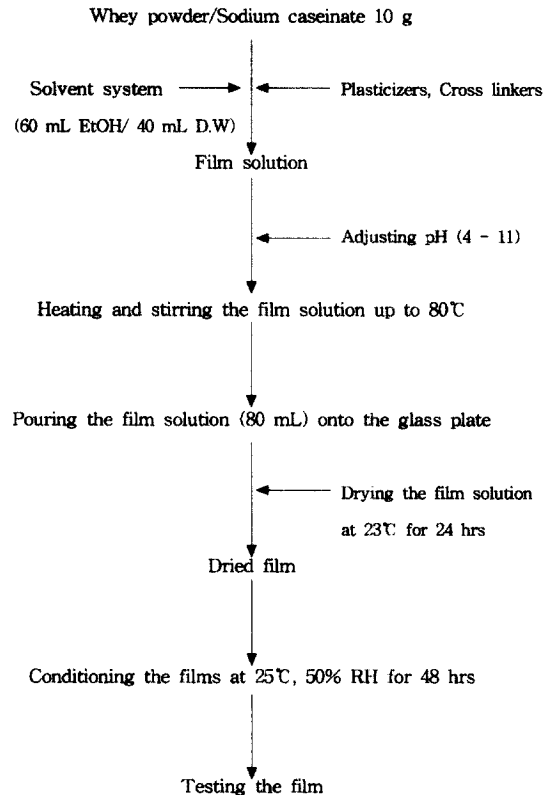 Whey powder/Sodium caseinate 10 g
Solvent system
Plasticizers, Cross linkers
(60 mL EtOH/ 40 mL D.W)
Film solution
Adjusting pH (4 - 11)
Heating and stirring the film solution up to 80℃
Pouring the film solution (80 mL) onto the glass plate
Drying the film solution
at 23℃ for 24 hrs
Dried film
Conditioning the films at 25℃, 50% RH for 48 hrs
Testing the film